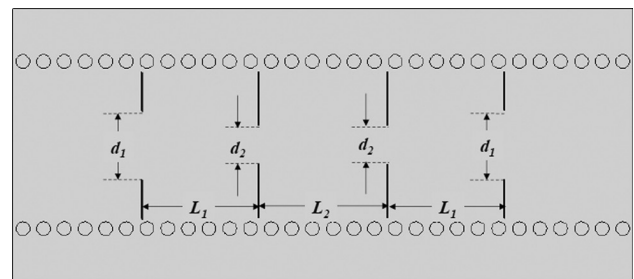 d₁ d₂ d₂ d₁
L₁ L₂ L₁